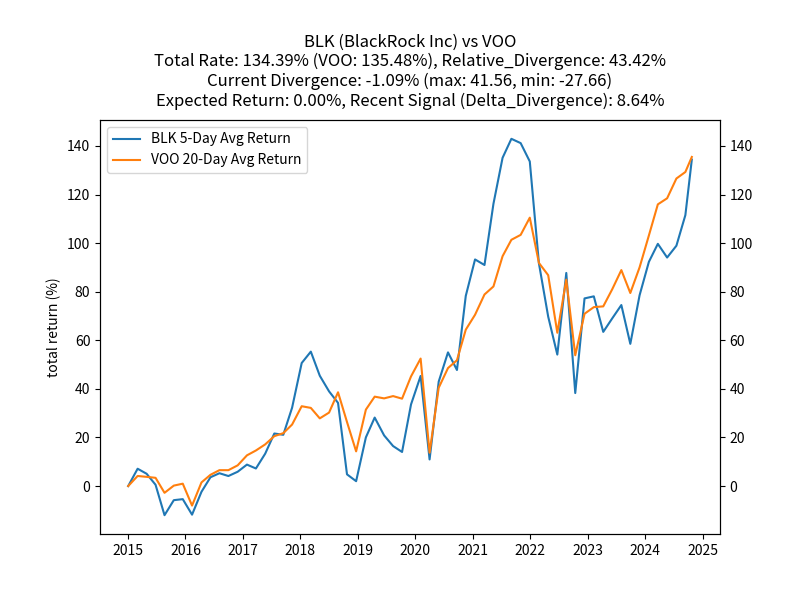 BLK (BlackRock Inc) vs VOO
Total Rate: 134.39% (VOO: 135.48%), Relative_Divergence: 43.42%
Current Divergence: -1.09% (max: 41.56, min: -27.66)
Expected Return: 0.00%, Recent Signal (Delta_Divergence): 8.64%
BLK 5-Day Avg Return
VOO 20-Day Avg Return
total return (%)
140
120
100
80
60
40
20
0
140
120
100
80
60
40
20
0
2015 2016 2017 2018 2019 2020 2021 2022 2023 2024 2025